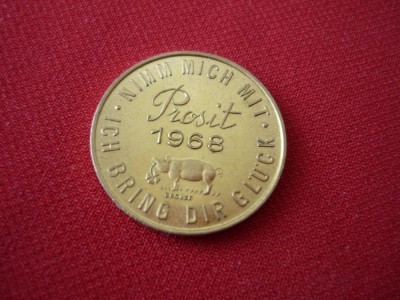 · NIMM MICH MIT ·
ICH BRING DIR GLÜCK
Prosit
1968